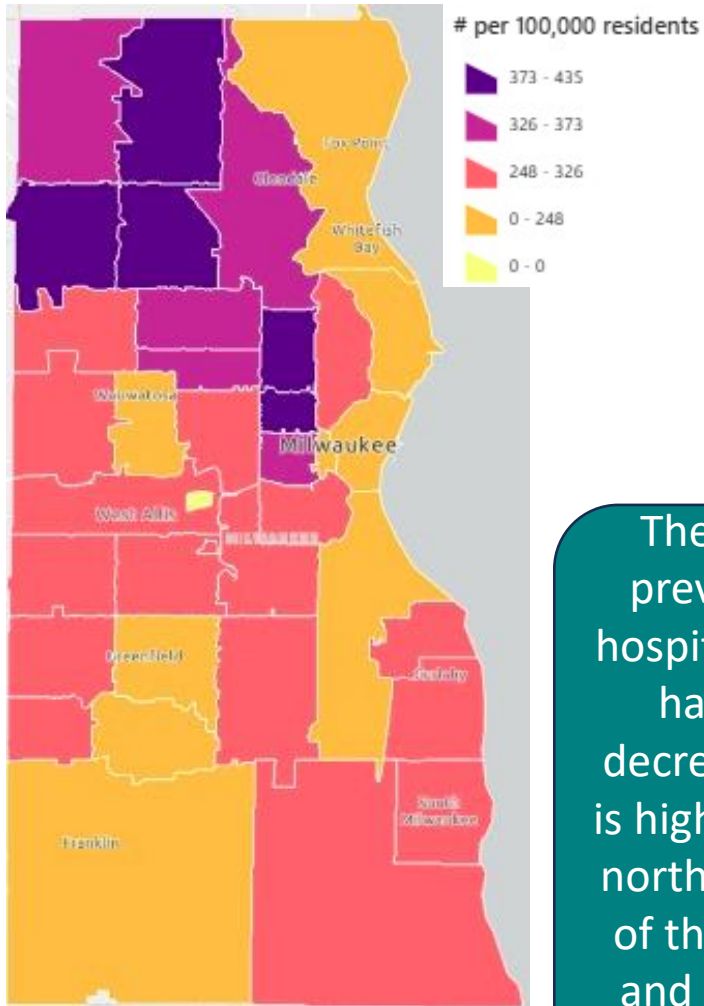 # per 100,000 residents
373 - 435
326 - 373
248 - 326
0 - 248
0 - 0
Fox Point
Glendale
Whitefish
Bay
Wauwatosa
Milwaukee
West Allis
MILWAUKEE
Greenfield
Cudahy
South
Milwaukee
Franklin
The
prev
hospit
ha
decre
is high
north
of th
and